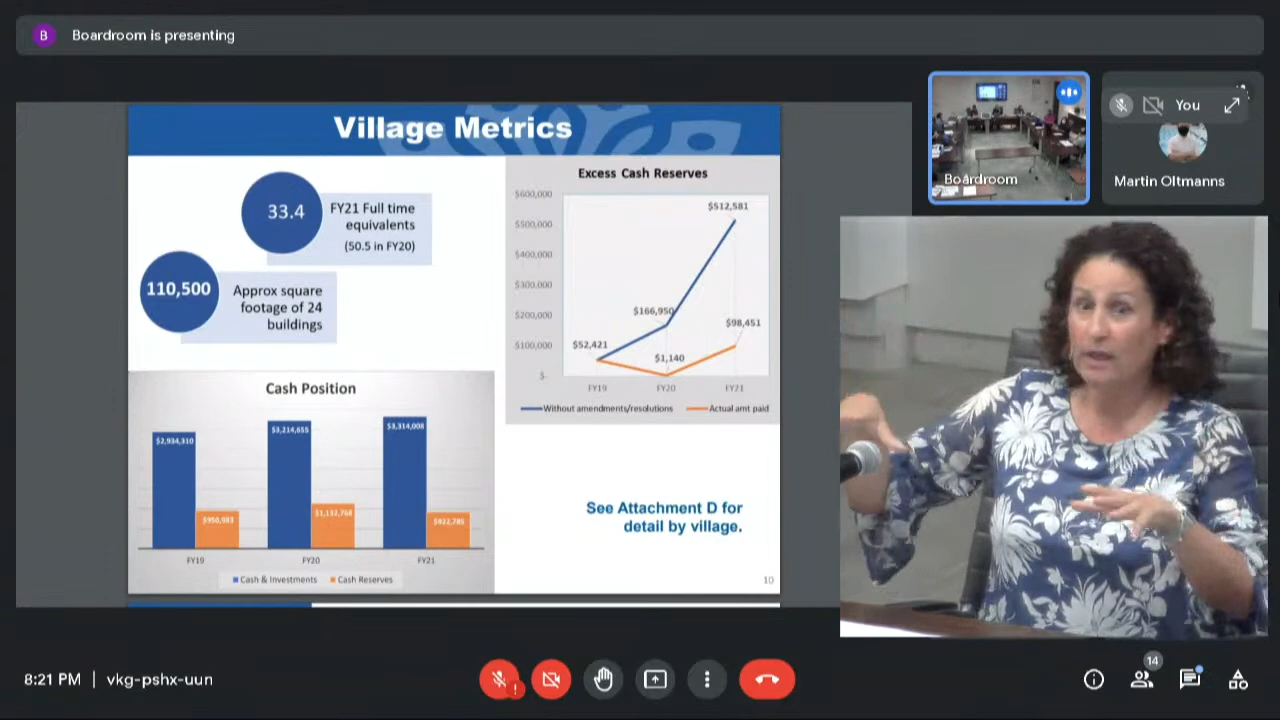 B Boardroom is presenting
Village Metrics
33.4
FY21 Full time
equivalents
(50.5 in FY20)
110,500
Approx square
footage of 24
buildings
Excess Cash Reserves
$600,000
$500,000
$400,000
$300,000
$200,000
$100,000
$-
$512,581
$166,950
$52,421
$1,140
$98,451
FY19 FY20 FY21
Without amendments/resolutions Actual amt paid
Cash Position
$2,934,310
$950,983
$3,214,655
$1,132,768
$3,314,008
$922,785
FY19 FY20 FY21
Cash & Investments Cash Reserves
See Attachment D for
detail by village.
10
Boardroom
You
Martin Oltmanns
8:21 PM | vkg-pshx-uun
!
14